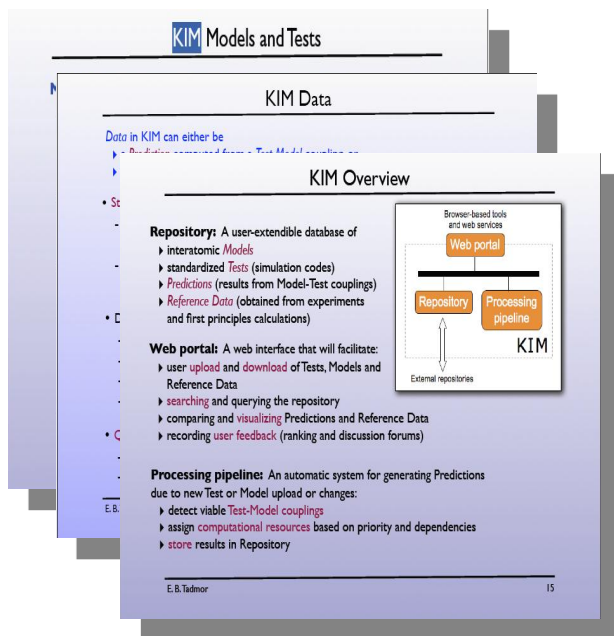 KIM Models and Tests
KIM Data
Data in KIM can either be
KIM Overview
Repository: A user-extendible database of
‣ interatomic Models
‣ standardized Tests (simulation codes)
‣ Predictions (results from Model-Test couplings)
‣ Reference Data (obtained from experiments
and first principles calculations)
Browser-based tools
and web services
Web portal
Repository
Processing
pipeline
KIM
External repositories
Web portal: A web interface that will facilitate:
‣ user upload and download of Tests, Models and
Reference Data
‣ searching and querying the repository
‣ comparing and visualizing Predictions and Reference Data
‣ recording user feedback (ranking and discussion forums)
Processing pipeline: An automatic system for generating Predictions
due to new Test or Model upload or changes:
‣ detect viable Test-Model couplings
‣ assign computational resources based on priority and dependencies
‣ store results in Repository
E. B. Tadmor
15